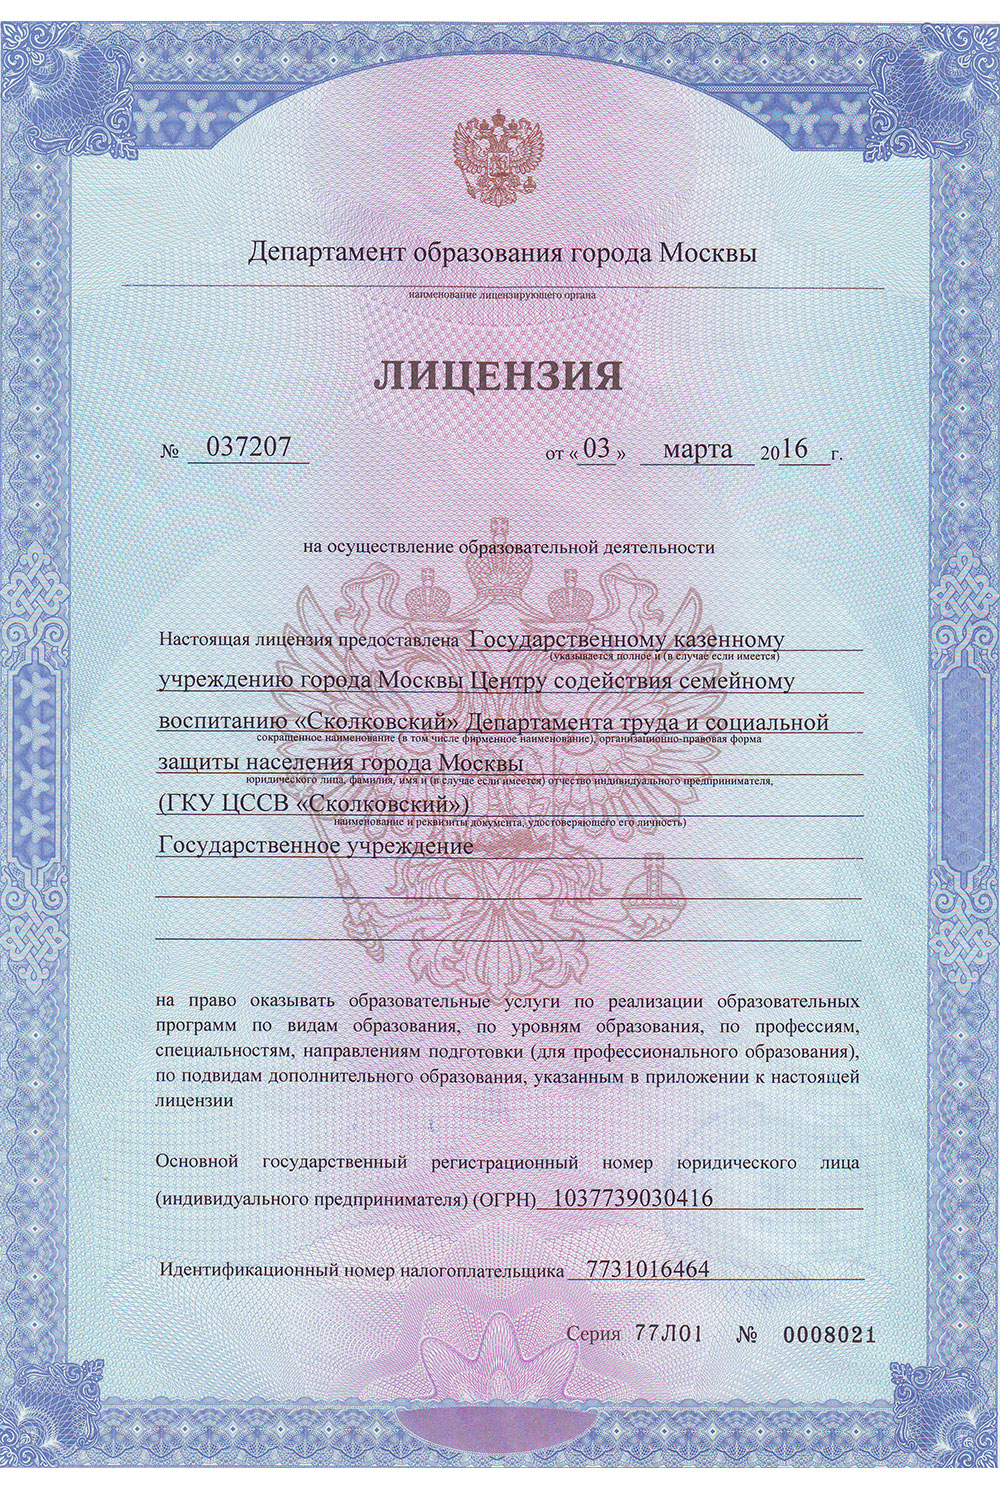 Департамент образования города Москвы
наименование лицензирующего органа
ЛИЦЕНЗИЯ
№ 037207 от «03» марта 2016 г.
на осуществление образовательной деятельности
Настоящая лицензия предоставлена Государственному казенному
(указывается полное и (в случае если имеется)
учреждению города Москвы Центру содействия семейному
воспитанию «Сколковский» Департамента труда и социальной
сокращенное наименование (в том числе фирменное наименование), организационно-правовая форма
защиты населения города Москвы
юридического лица, фамилия, имя и (в случае если имеется) отчество индивидуального предпринимателя,
(ГКУ ЦССВ «Сколковский»)
наименование и реквизиты документа, удостоверяющего его личность)
Государственное учреждение
на право оказывать образовательные услуги по реализации образовательных
программ по видам образования, по уровням образования, по профессиям,
специальностям, направлениям подготовки (для профессионального образования),
по подвидам дополнительного образования, указанным в приложении к настоящей
лицензии
Основной государственный регистрационный номер юридического лица
(индивидуального предпринимателя) (ОГРН) 1037739030416
Идентификационный номер налогоплательщика 7731016464
Серия 77Л01 № 0008021